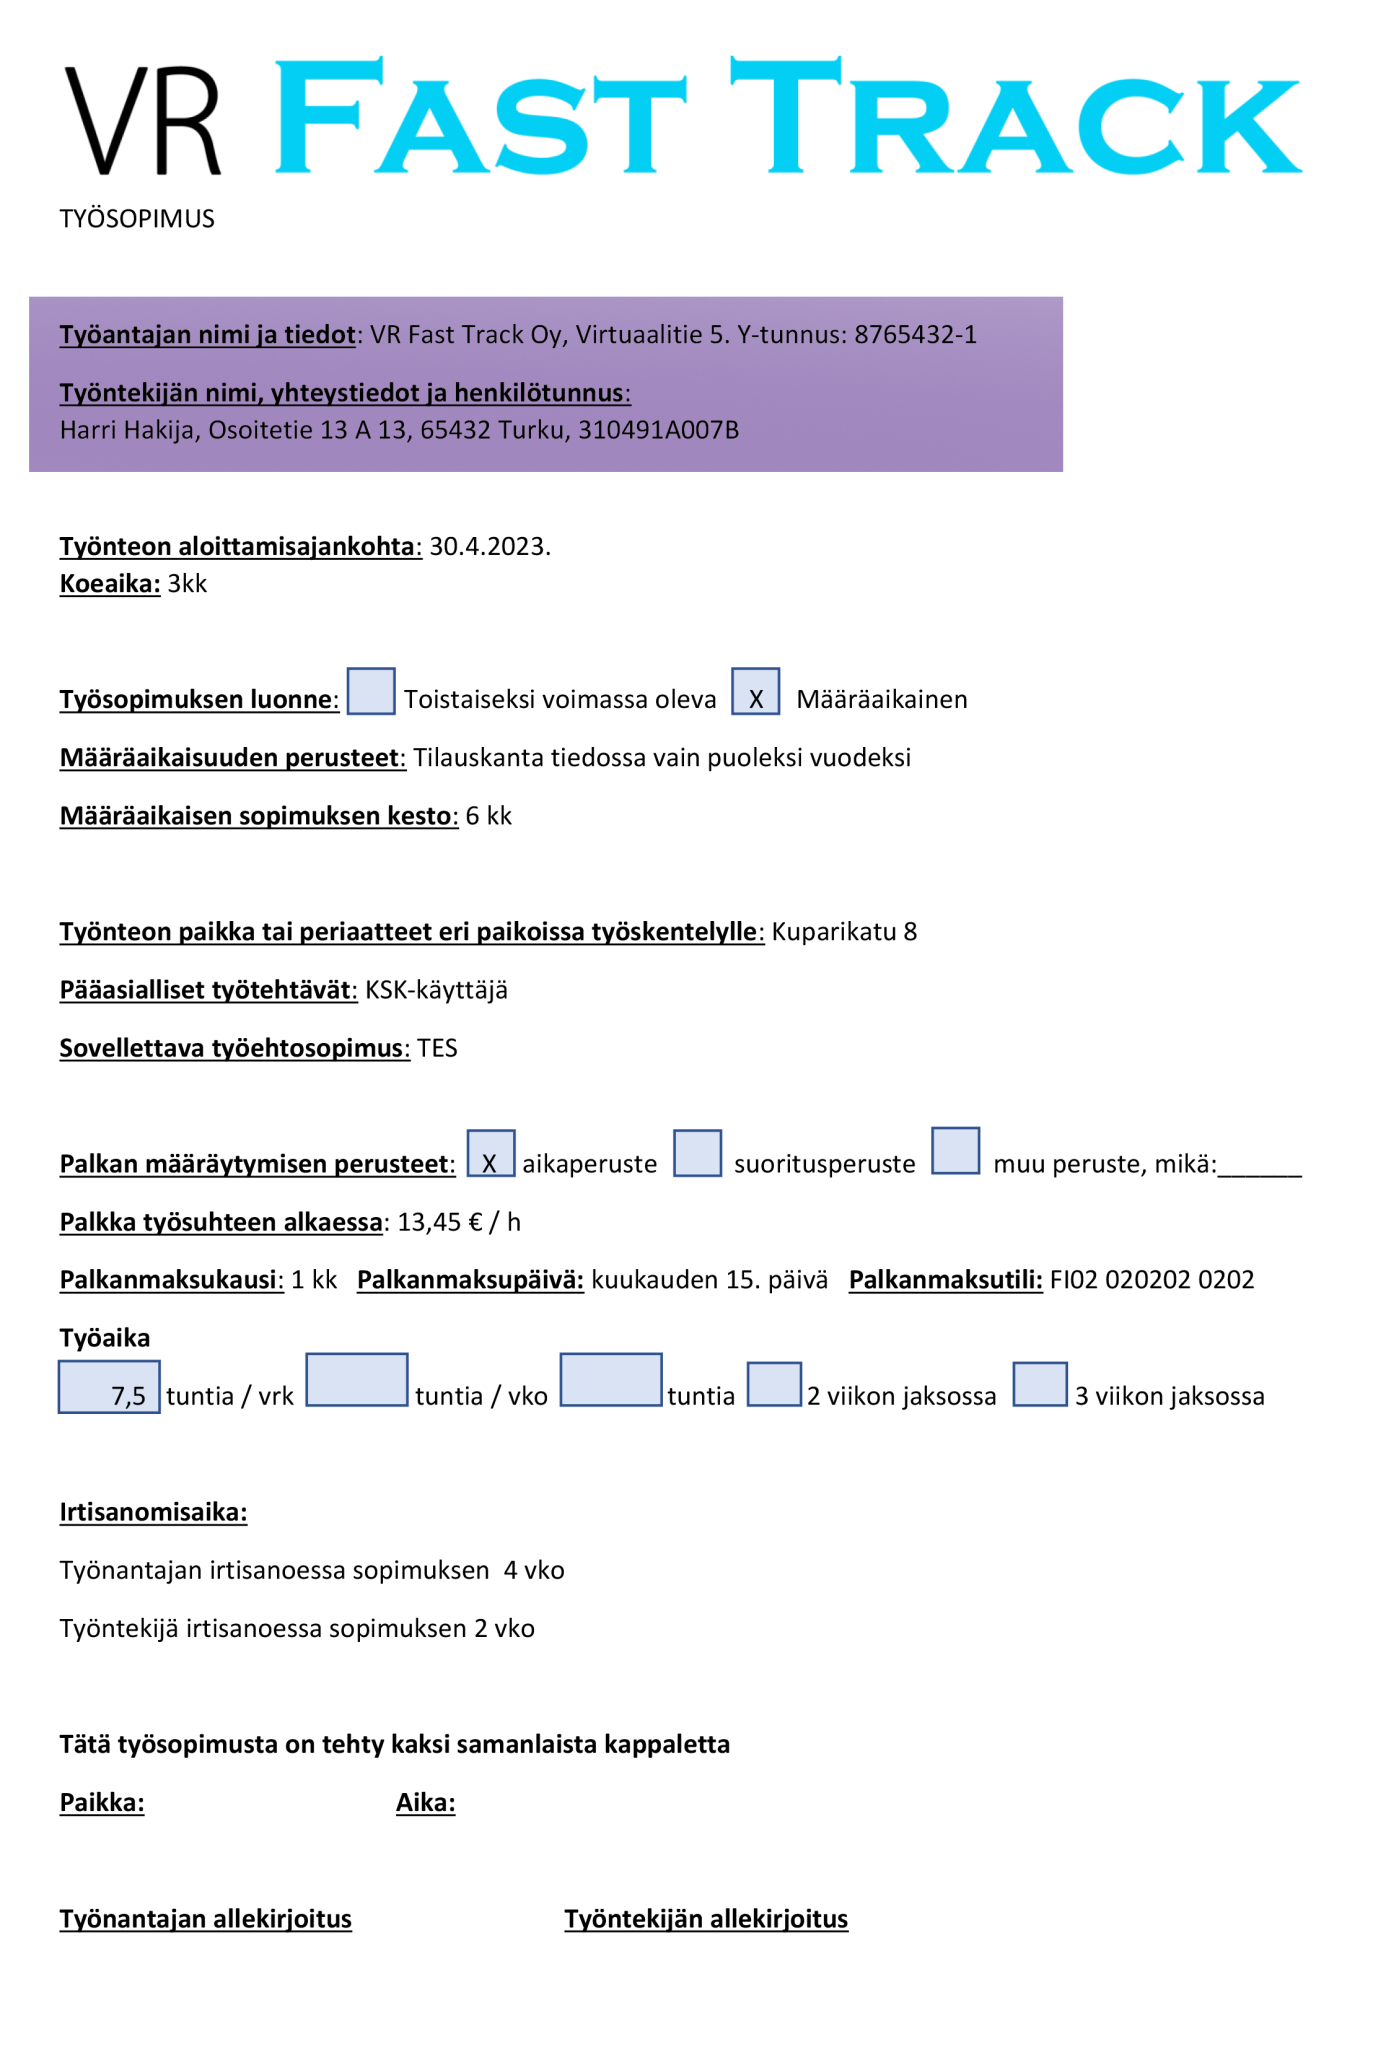 VR FAST TRACK
TYÖSOPIMUS
Työantajan nimi ja tiedot: VR Fast Track Oy, Virtuaalitie 5. Y-tunnus: 8765432-1
Työntekijän nimi, yhteystiedot ja henkilötunnus:
Harri Hakija, Osoitetie 13 A 13, 65432 Turku, 310491A007B
Työnteon aloittamisajankohta: 30.4.2023.
Koeaika: 3kk
Työsopimuksen luonne: Toistaiseksi voimassa oleva X Määräaikainen
Määräaikaisuuden perusteet: Tilauskanta tiedossa vain puoleksi vuodeksi
Määräaikaisen sopimuksen kesto: 6 kk
Työnteon paikka tai periaatteet eri paikoissa työskentelylle: Kuparikatu 8
Pääasialliset työtehtävät: KSK-käyttäjä
Sovellettava työehtosopimus: TES
Palkan määräytymisen perusteet: X aikaperuste suoritusperuste muu peruste, mikä:______
Palkka työsuhteen alkaessa: 13,45 € / h
Palkanmaksukausi: 1 kk Palkanmaksupäivä: kuukauden 15. päivä Palkanmaksutili: FI02 020202 0202
Työaika
7,5 tuntia / vrk tuntia / vko tuntia 2 viikon jaksossa 3 viikon jaksossa
Irtisanomisaika:
Työnantajan irtisanoessa sopimuksen 4 vko
Työntekijä irtisanoessa sopimuksen 2 vko
Tätä työsopimusta on tehty kaksi samanlaista kappaletta
Paikka: Aika:
Työnantajan allekirjoitus Työntekijän allekirjoitus